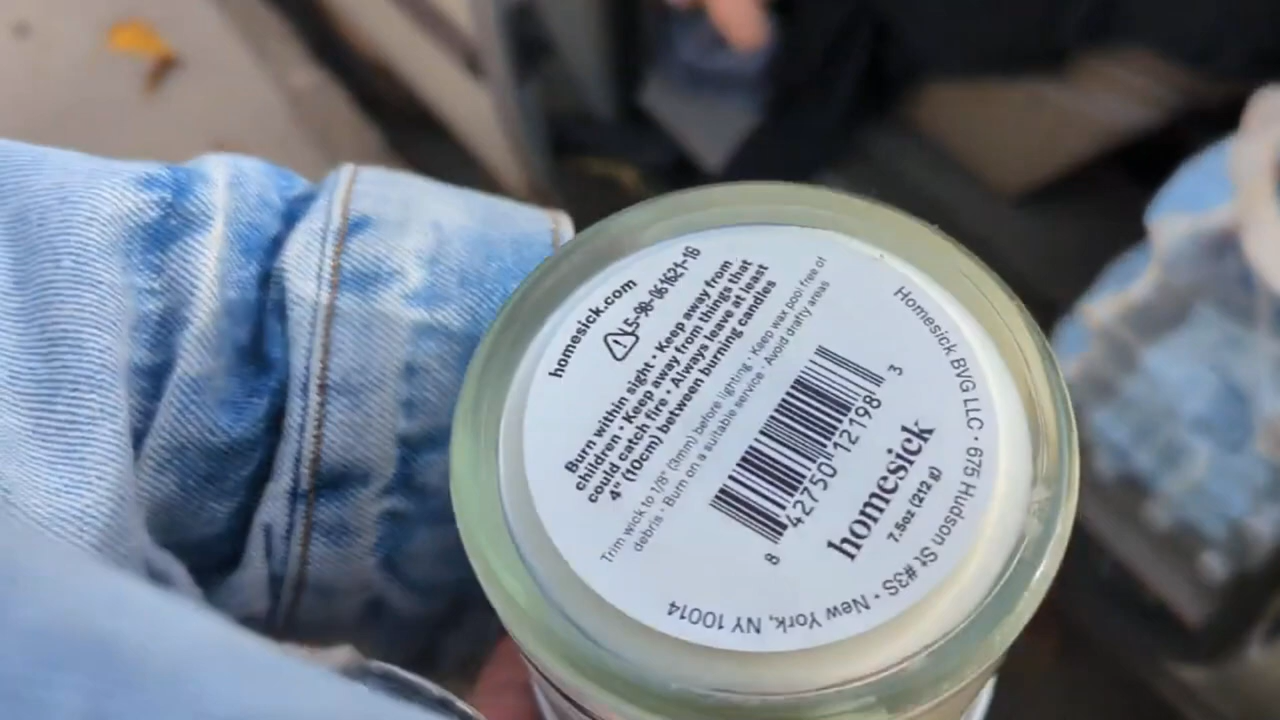 homesick.com
L5-98-061621-16
Burn within sight • Keep away from
children • Keep away from things that
could catch fire • Always leave at least
4" (10cm) between burning candles
Trim wick to 1/8" (3mm) before lighting • Keep wax pool free of
debris • Burn on a suitable service • Avoid drafty areas
8 42750 12198 3
homesick
7.5oz (212 g)
Homesick BVG LLC • 675 Hudson St #3S • New York, NY 10014